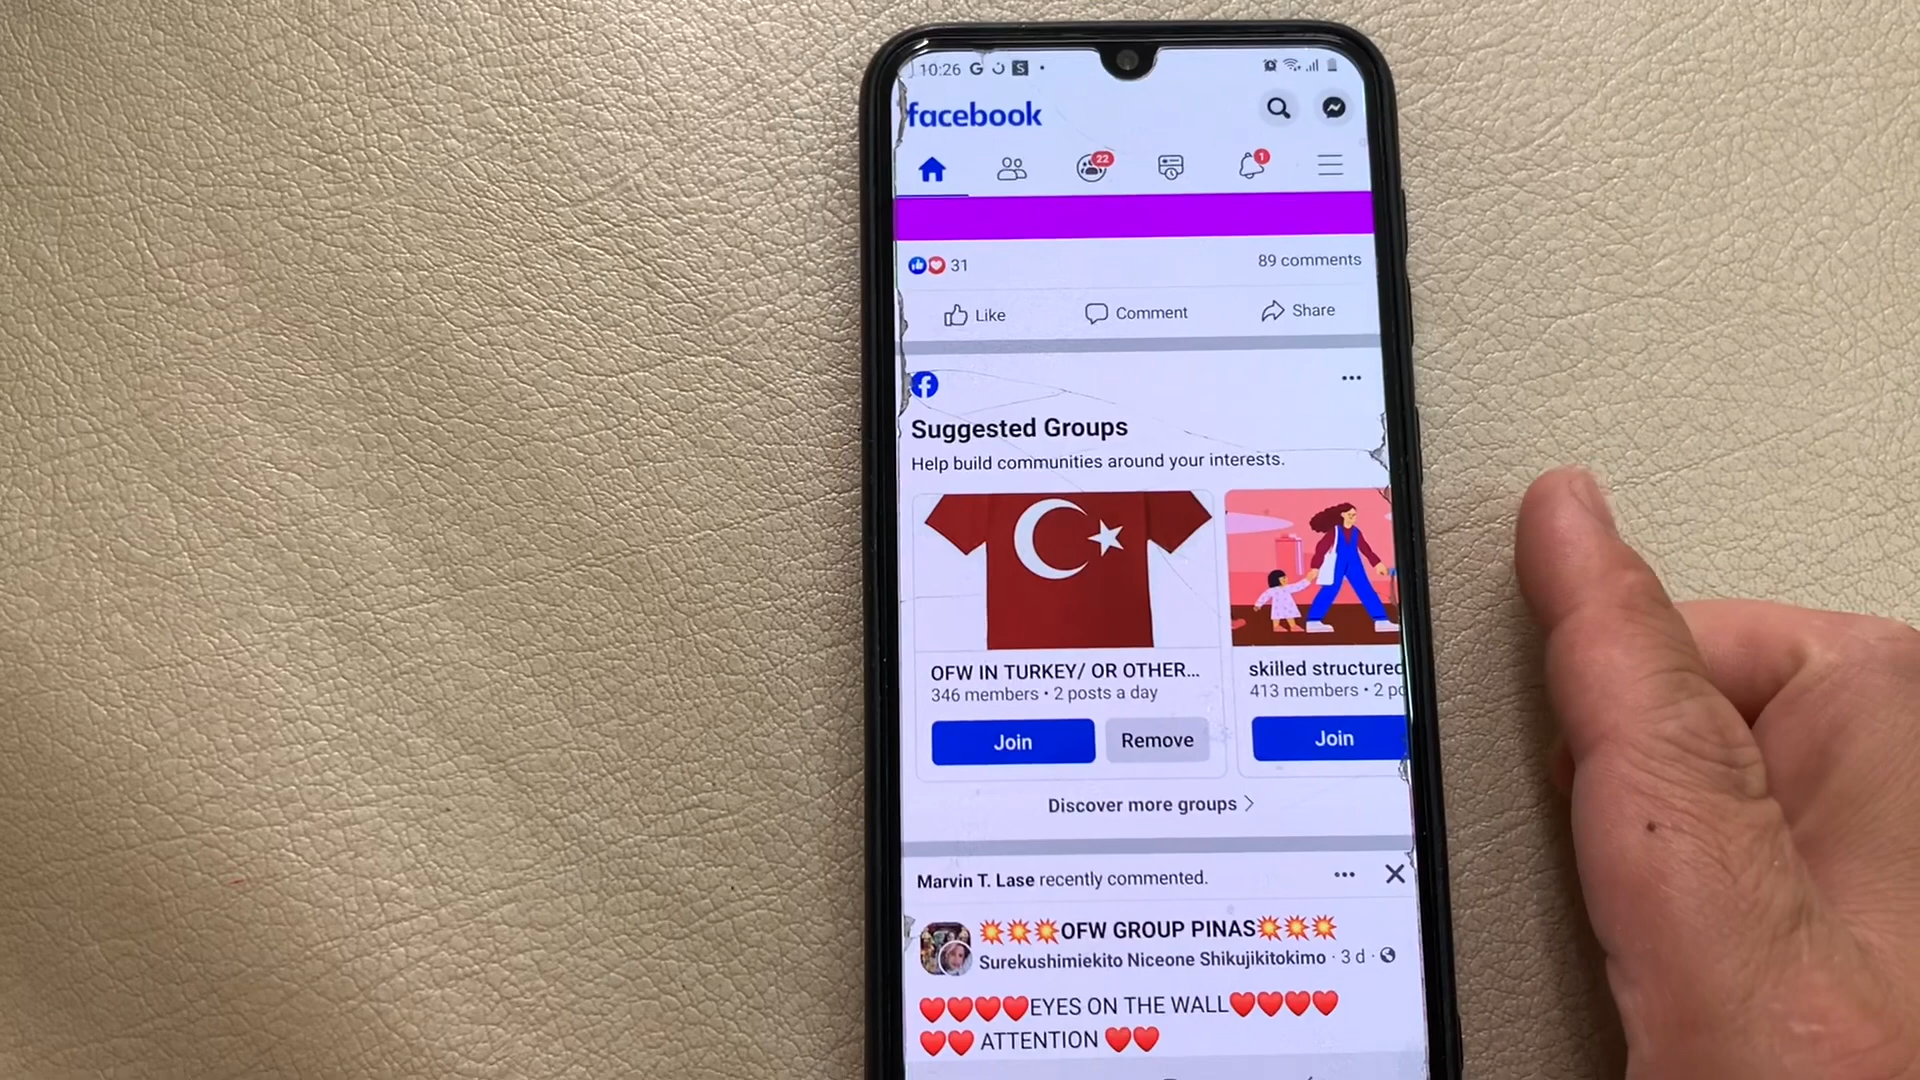 10:26 G S
facebook
22
1
31
89 comments
Like
Comment
Share
Suggested Groups
Help build communities around your interests.
OFW IN TURKEY/ OR OTHER...
346 members • 2 posts a day
Join
Remove
skilled structured
413 members • 2 po
Join
Discover more groups
Marvin T. Lase recently commented.
💥💥💥OFW GROUP PINAS💥💥💥
Surekushimiekito Niceone Shikujikitokimo · 3 d ·
❤️❤️❤️❤️EYES ON THE WALL❤️❤️❤️❤️
❤️❤️ ATTENTION ❤️❤️